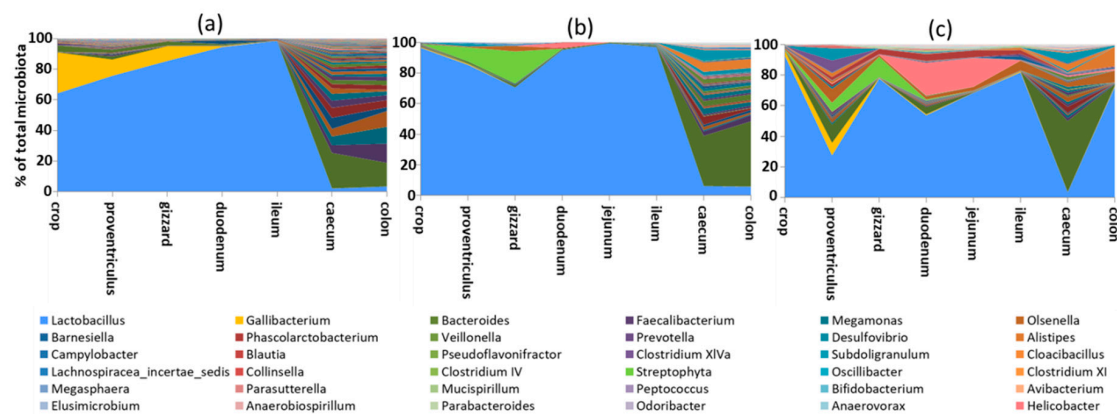 (a) (b) (c)
% of total microbiota
100 80 60 40 20 0
crop proventriculus gizzard duodenum ileum caecum colon
100 80 60 40 20 0
crop proventriculus gizzard duodenum jejunum ileum caecum colon
100 80 60 40 20 0
crop proventriculus gizzard duodenum jejunum ileum caecum colon
Lactobacillus Gallibacterium Bacteroides Faecalibacterium Megamonas Olsenella
Barnesiella Phascolarctobacterium Veillonella Prevotella Desulfovibrio Alistipes
Campylobacter Blautia Pseudoflavonifractor Clostridium XlVa Subdoligranulum Cloacibacillus
Lachnospiracea_incertae_sedis Collinsella Clostridium IV Streptophyta Oscillibacter Clostridium XI
Megasphaera Parasutterella Mucispirillum Peptococcus Bifidobacterium Avibacterium
Elusimicrobium Anaerobiospirillum Parabacteroides Odoribacter Anaerovorax Helicobacter